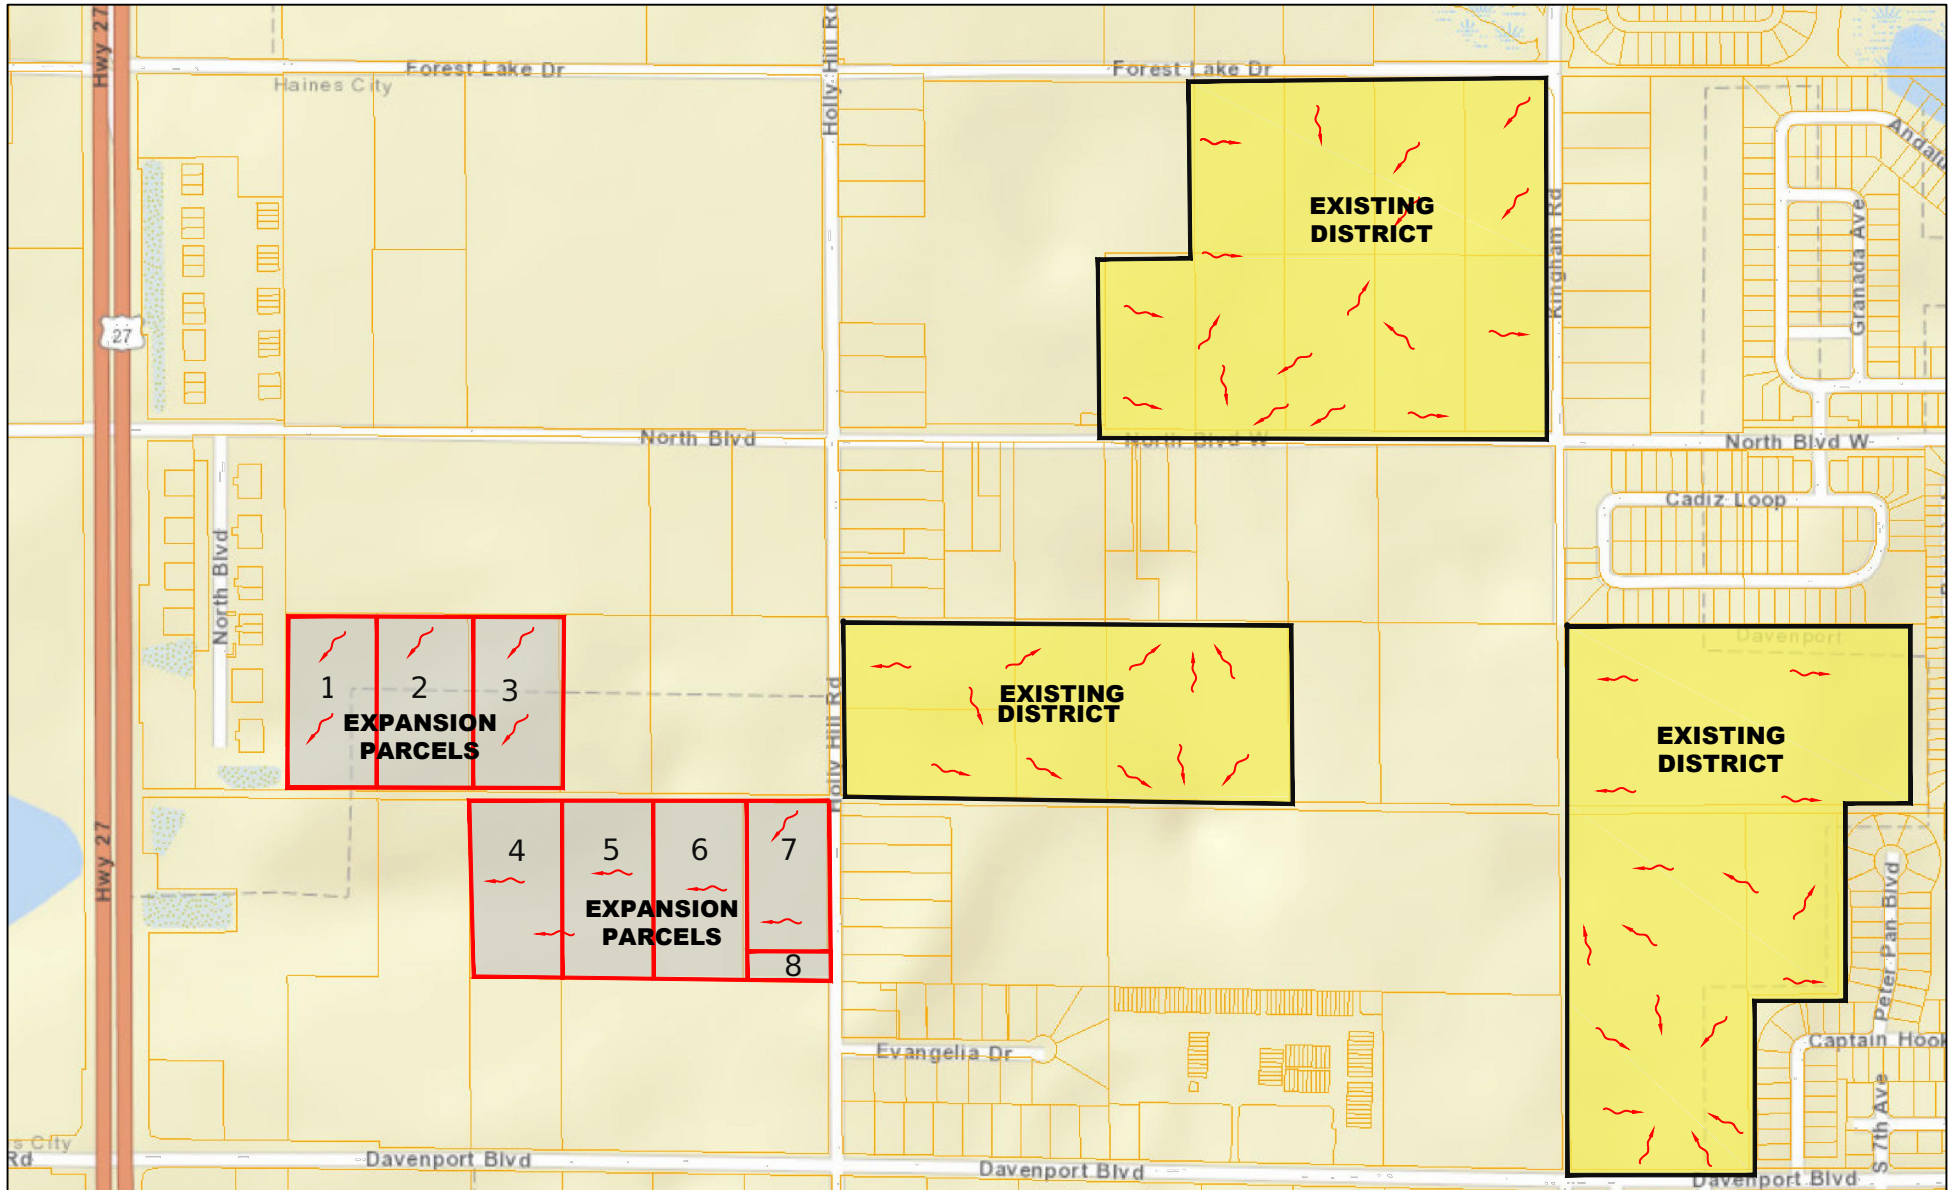 Hwy 27
Forest Lake Dr
Haines City
Holly Hill Rd
Forest Lake Dr
EXISTING
DISTRICT
Kingham Rd
Granada Ave
27
North Blvd
North Blvd W
North Blvd W
Cadiz Loop
North Blvd
Davenport
1
2
3
EXPANSION
PARCELS
Holly Hill Rd
EXISTING
DISTRICT
EXISTING
DISTRICT
Hwy 27
4
5
6
7
8
EXPANSION
PARCELS
Peter Pan Blvd
Evangelia Dr
Captain Hook
S 7th Ave
s City
Rd
Davenport Blvd
Davenport Blvd
Davenport Blvd